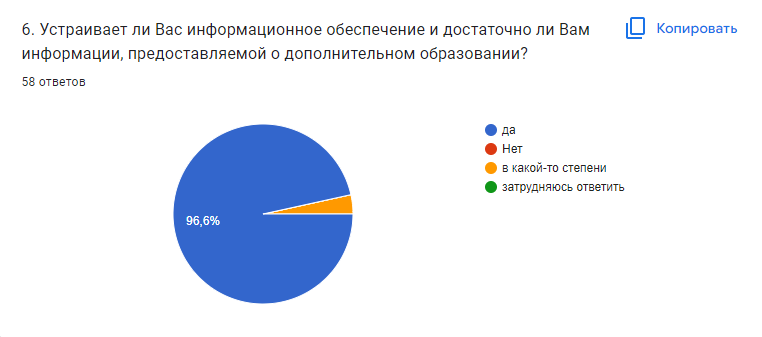 6. Устраивает ли Вас информационное обеспечение и достаточно ли Вам
информации, предоставляемой о дополнительном образовании?
Копировать
58 ответов
да
Нет
в какой-то степени
затрудняюсь ответить
96,6%